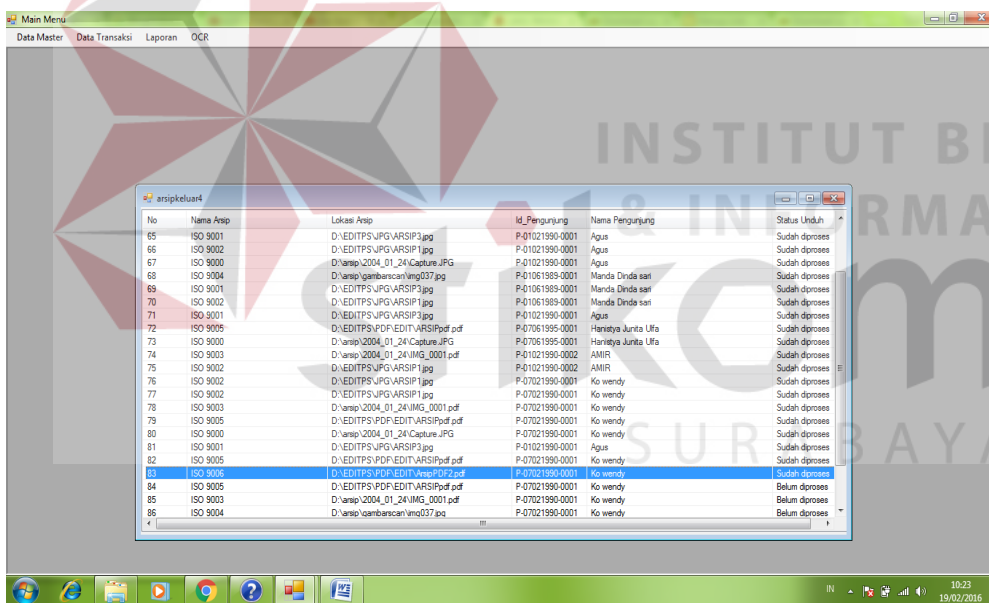 Main Menu
Data Master Data Transaksi Laporan OCR
INSTITUT BI
& INFORMA
stikom
SURABAYA
arsipkeluar4
No Nama Arsip Lokasi Arsip Id_Pengunjung Nama Pengunjung Status Unduh
65 ISO 9001 D:\EDITPS\JPG\ARSIP3.jpg P-01021990-0001 Agus Sudah diproses
66 ISO 9002 D:\EDITPS\JPG\ARSIP1.jpg P-01021990-0001 Agus Sudah diproses
67 ISO 9000 D:\arsip\2004_01_24\Capture.JPG P-01021990-0001 Agus Sudah diproses
68 ISO 9004 D:\arsip\gambarscan\img037.jpg P-01061989-0001 Manda Dinda sari Sudah diproses
69 ISO 9001 D:\EDITPS\JPG\ARSIP3.jpg P-01061989-0001 Manda Dinda sari Sudah diproses
70 ISO 9002 D:\EDITPS\JPG\ARSIP1.jpg P-01061989-0001 Manda Dinda sari Sudah diproses
71 ISO 9001 D:\EDITPS\JPG\ARSIP3.jpg P-01021990-0001 Agus Sudah diproses
72 ISO 9005 D:\EDITPS\PDF\EDIT\ARSIPpdf.pdf P-07061995-0001 Hanistya Junita Ulfa Sudah diproses
73 ISO 9000 D:\arsip\2004_01_24\Capture.JPG P-07061995-0001 Hanistya Junita Ulfa Sudah diproses
74 ISO 9003 D:\arsip\2004_01_24\IMG_0001.pdf P-01021990-0002 AMIR Sudah diproses
75 ISO 9002 D:\EDITPS\JPG\ARSIP1.jpg P-01021990-0002 AMIR Sudah diproses
76 ISO 9002 D:\EDITPS\JPG\ARSIP1.jpg P-07021990-0001 Ko wendy Sudah diproses
77 ISO 9002 D:\EDITPS\JPG\ARSIP1.jpg P-07021990-0001 Ko wendy Sudah diproses
78 ISO 9003 D:\arsip\2004_01_24\IMG_0001.pdf P-07021990-0001 Ko wendy Sudah diproses
79 ISO 9005 D:\EDITPS\PDF\EDIT\ARSIPpdf.pdf P-07021990-0001 Ko wendy Sudah diproses
80 ISO 9000 D:\arsip\2004_01_24\Capture.JPG P-07021990-0001 Ko wendy Sudah diproses
81 ISO 9001 D:\EDITPS\JPG\ARSIP3.jpg P-01021990-0001 Agus Sudah diproses
82 ISO 9005 D:\EDITPS\PDF\EDIT\ARSIPpdf.pdf P-07021990-0001 Ko wendy Sudah diproses
83 ISO 9006 D:\EDITPS\PDF\EDIT\ArsipPDF2.pdf P-07021990-0001 Ko wendy Sudah diproses
84 ISO 9005 D:\EDITPS\PDF\EDIT\ARSIPpdf.pdf P-07021990-0001 Ko wendy Belum diproses
85 ISO 9003 D:\arsip\2004_01_24\IMG_0001.pdf P-07021990-0001 Ko wendy Belum diproses
86 ISO 9004 D:\arsip\gambarscan\img037.jpg P-07021990-0001 Ko wendy Belum diproses
IN 10:23
19/02/2016